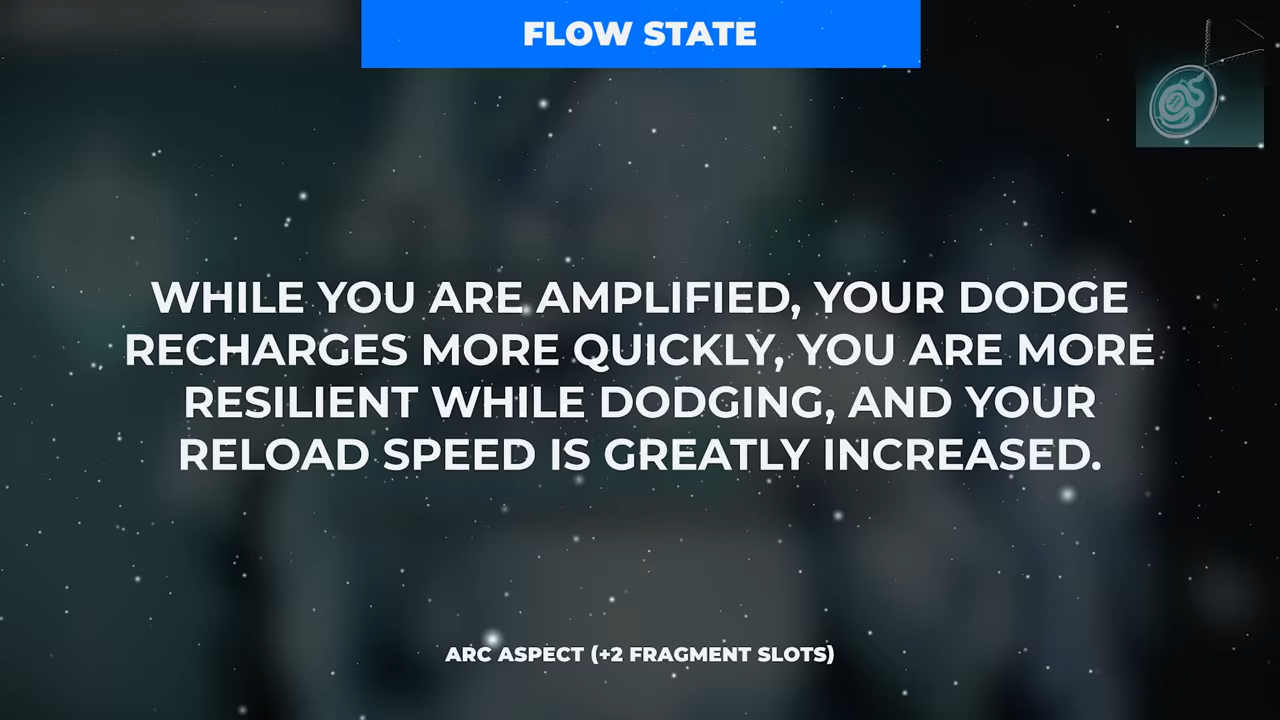 FLOW STATE
WHILE YOU ARE AMPLIFIED, YOUR DODGE
RECHARGES MORE QUICKLY, YOU ARE MORE
RESILIENT WHILE DODGING, AND YOUR
RELOAD SPEED IS GREATLY INCREASED.
ARC ASPECT (+2 FRAGMENT SLOTS)